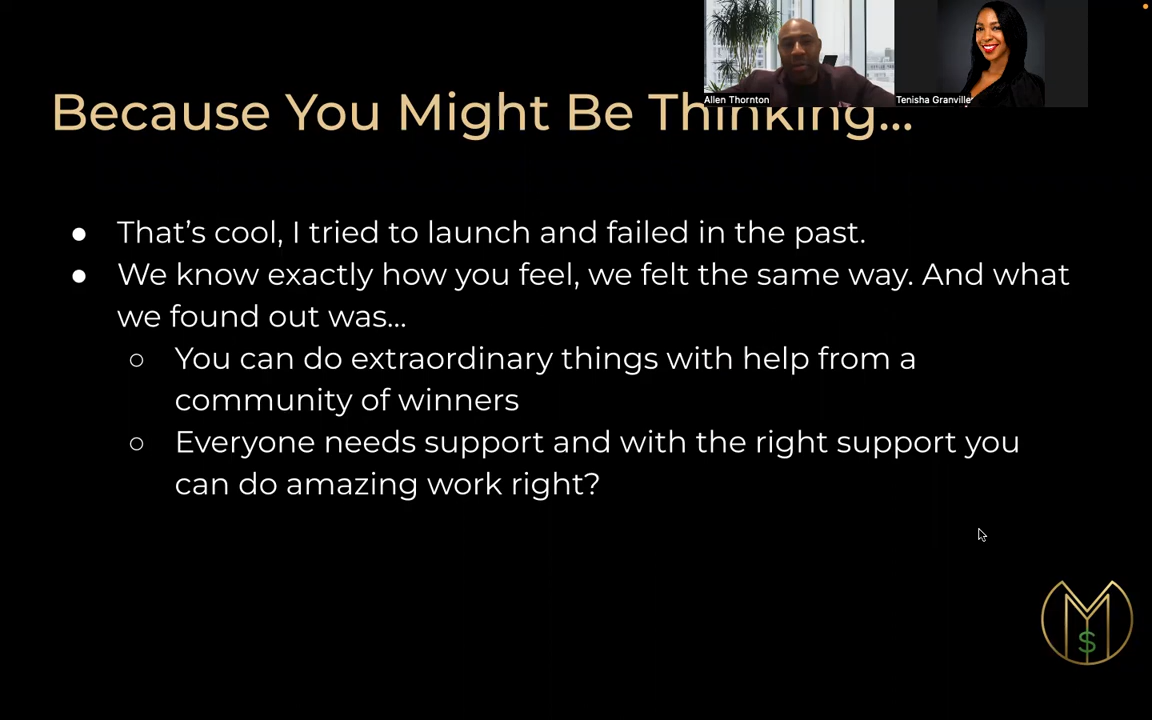 Allen Thornton
Tenisha Granville
Because You Might Be Thinking...
● That’s cool, I tried to launch and failed in the past.
● We know exactly how you feel, we felt the same way. And what
we found out was...
○ You can do extraordinary things with help from a
community of winners
○ Everyone needs support and with the right support you
can do amazing work right?
M
$